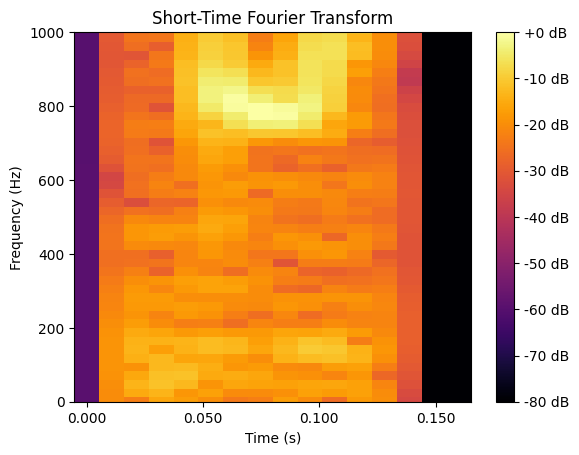 Short-Time Fourier Transform
1000
800
600
400
200
0
Frequency (Hz)
0.000
0.050
0.100
0.150
Time (s)
+0 dB
-10 dB
-20 dB
-30 dB
-40 dB
-50 dB
-60 dB
-70 dB
-80 dB